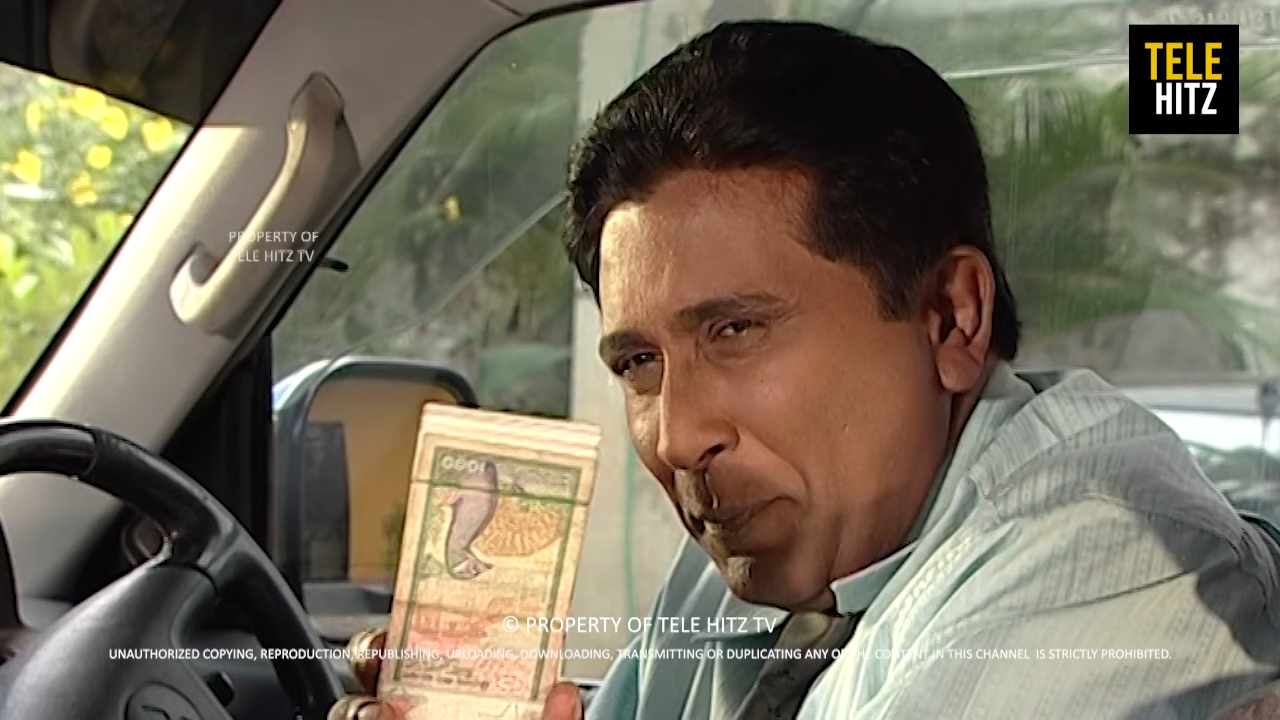 TELE
HITZ
PROPERTY OF
TELE HITZ TV
1000
© PROPERTY OF TELE HITZ TV
UNAUTHORIZED COPYING, REPRODUCTION, REPUBLISHING, UPLOADING, DOWNLOADING, TRANSMITTING OR DUPLICATING ANY OF THE CONTENT IN THIS CHANNEL IS STRICTLY PROHIBITED.